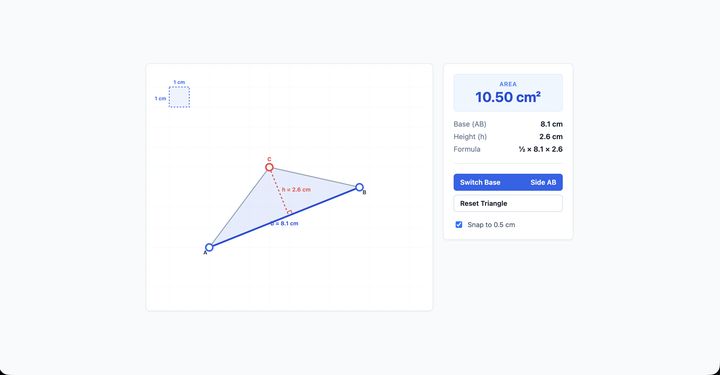 1 cm
1 cm
C
h = 2.6 cm
B
b = 8.1 cm
A
AREA
10.50 cm²
Base (AB) 8.1 cm
Height (h) 2.6 cm
Formula ½ × 8.1 × 2.6
Switch Base Side AB
Reset Triangle
Snap to 0.5 cm